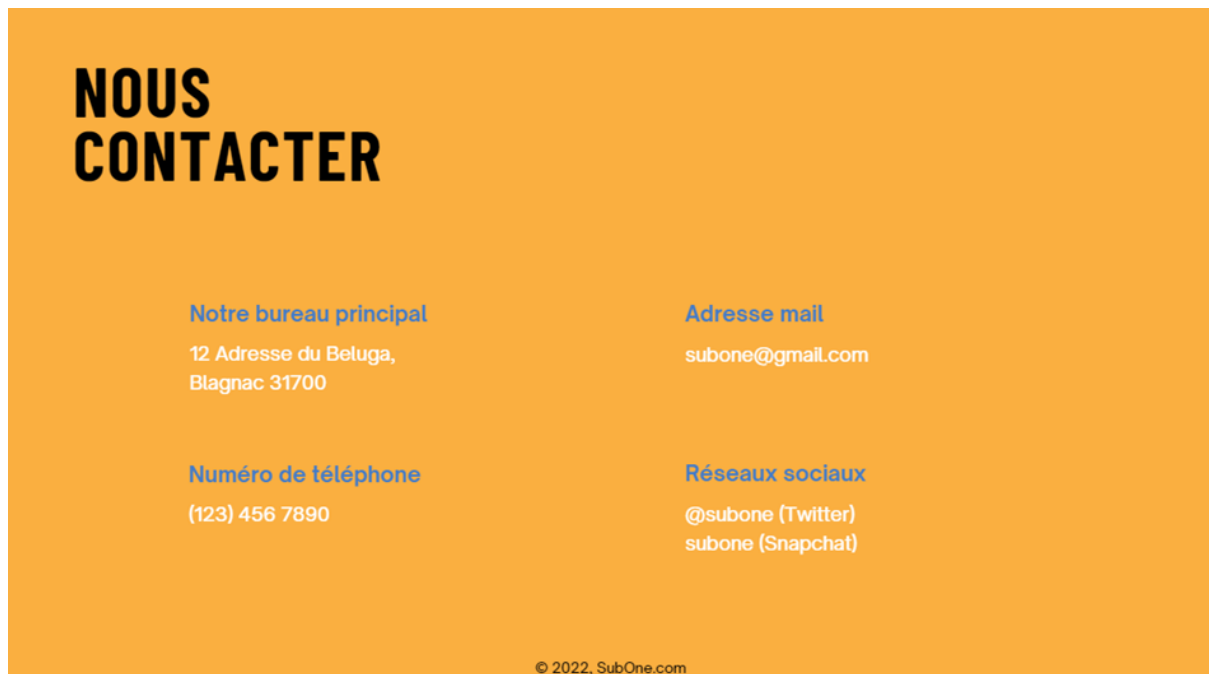 NOUS
CONTACTER
Notre bureau principal
12 Adresse du Beluga,
Blagnac 31700
Adresse mail
subone@gmail.com
Numéro de téléphone
(123) 456 7890
Réseaux sociaux
@subone (Twitter)
subone (Snapchat)
© 2022, SubOne.com